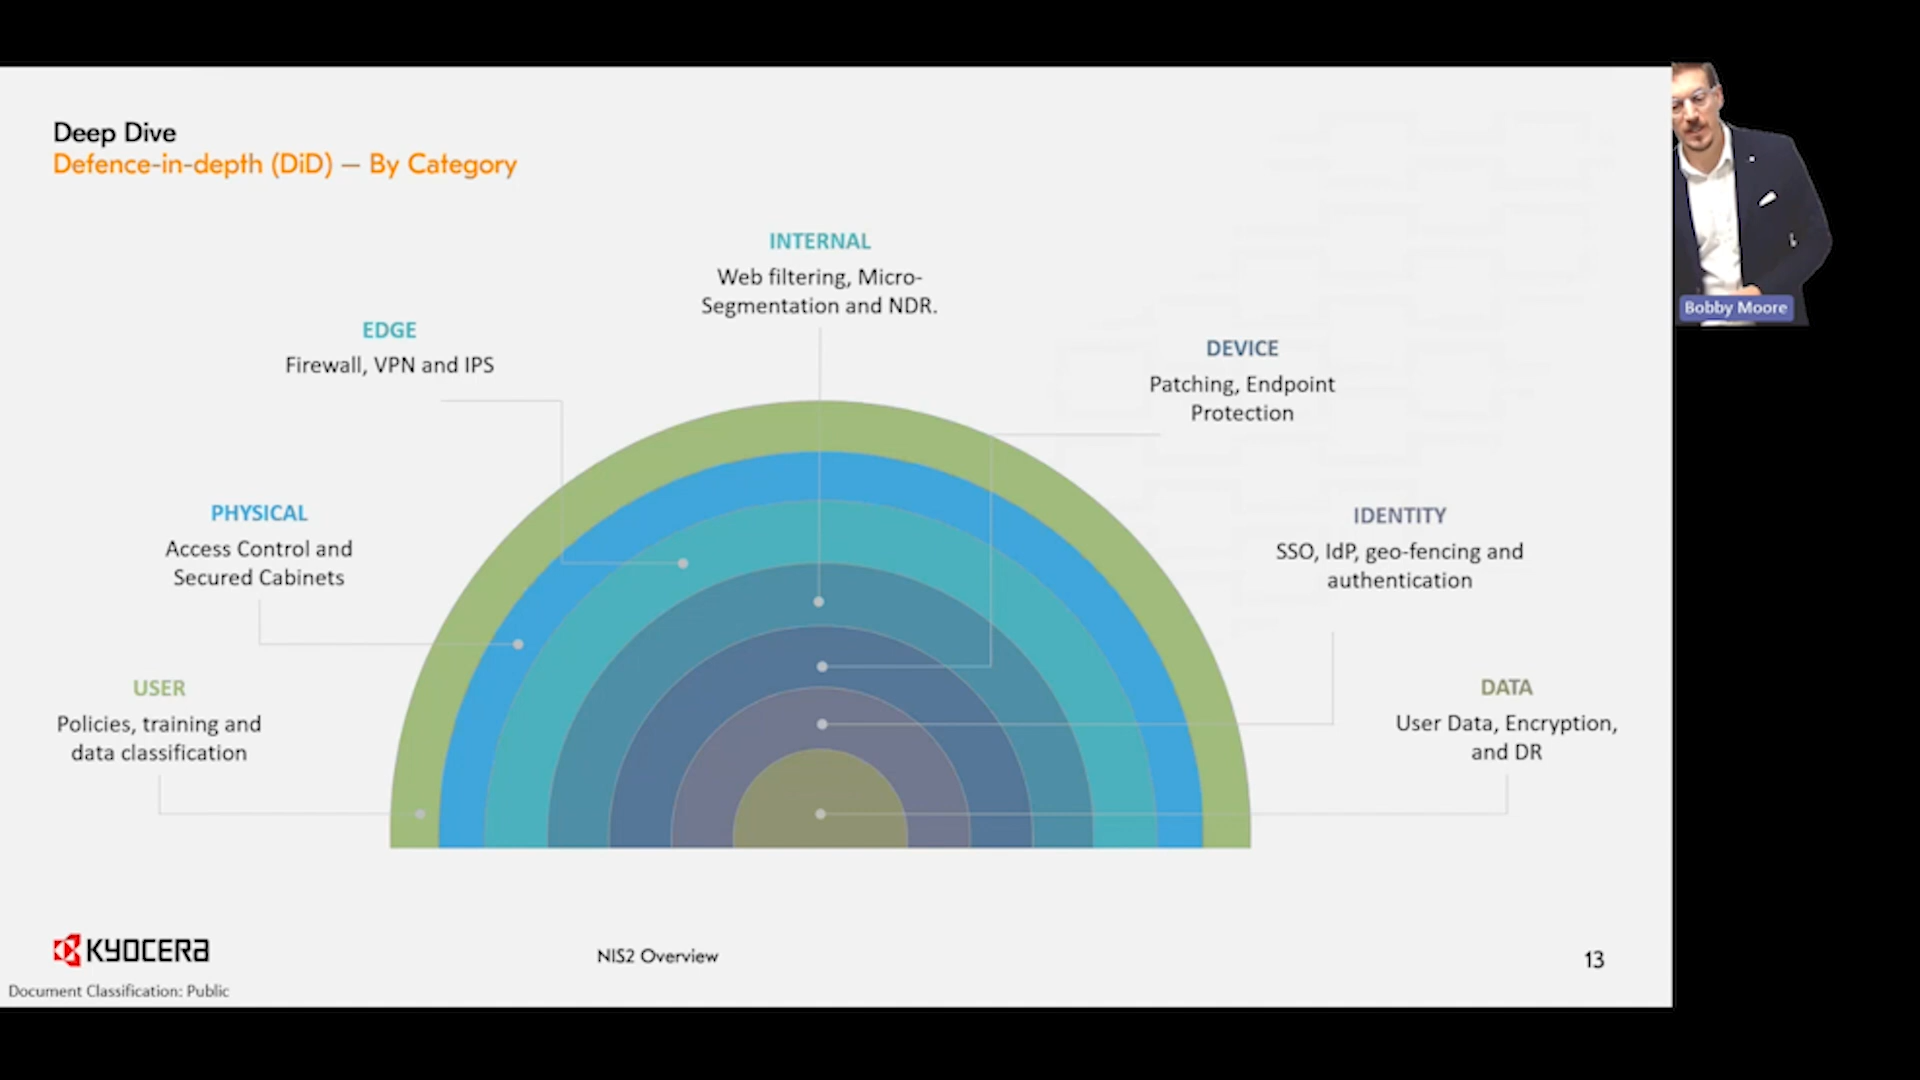 Deep Dive
Defence-in-depth (DiD) — By Category
INTERNAL
Web filtering, Micro-
Segmentation and NDR.
EDGE
Firewall, VPN and IPS
DEVICE
Patching, Endpoint
Protection
PHYSICAL
Access Control and
Secured Cabinets
IDENTITY
SSO, IdP, geo-fencing and
authentication
USER
Policies, training and
data classification
DATA
User Data, Encryption,
and DR
Bobby Moore
KYOCERA
NIS2 Overview
13
Document Classification: Public